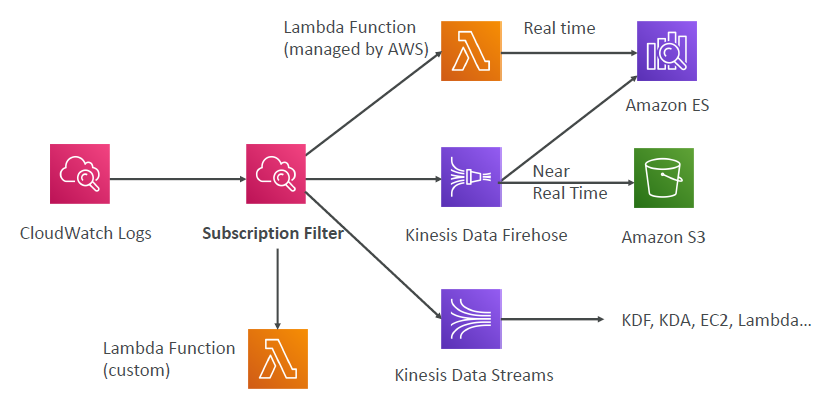 Lambda Function
(managed by AWS)
Real time
Amazon ES
CloudWatch Logs
Subscription Filter
Kinesis Data Firehose
Near
Real Time
Amazon S3
Lambda Function
(custom)
Kinesis Data Streams
KDF, KDA, EC2, Lambda...